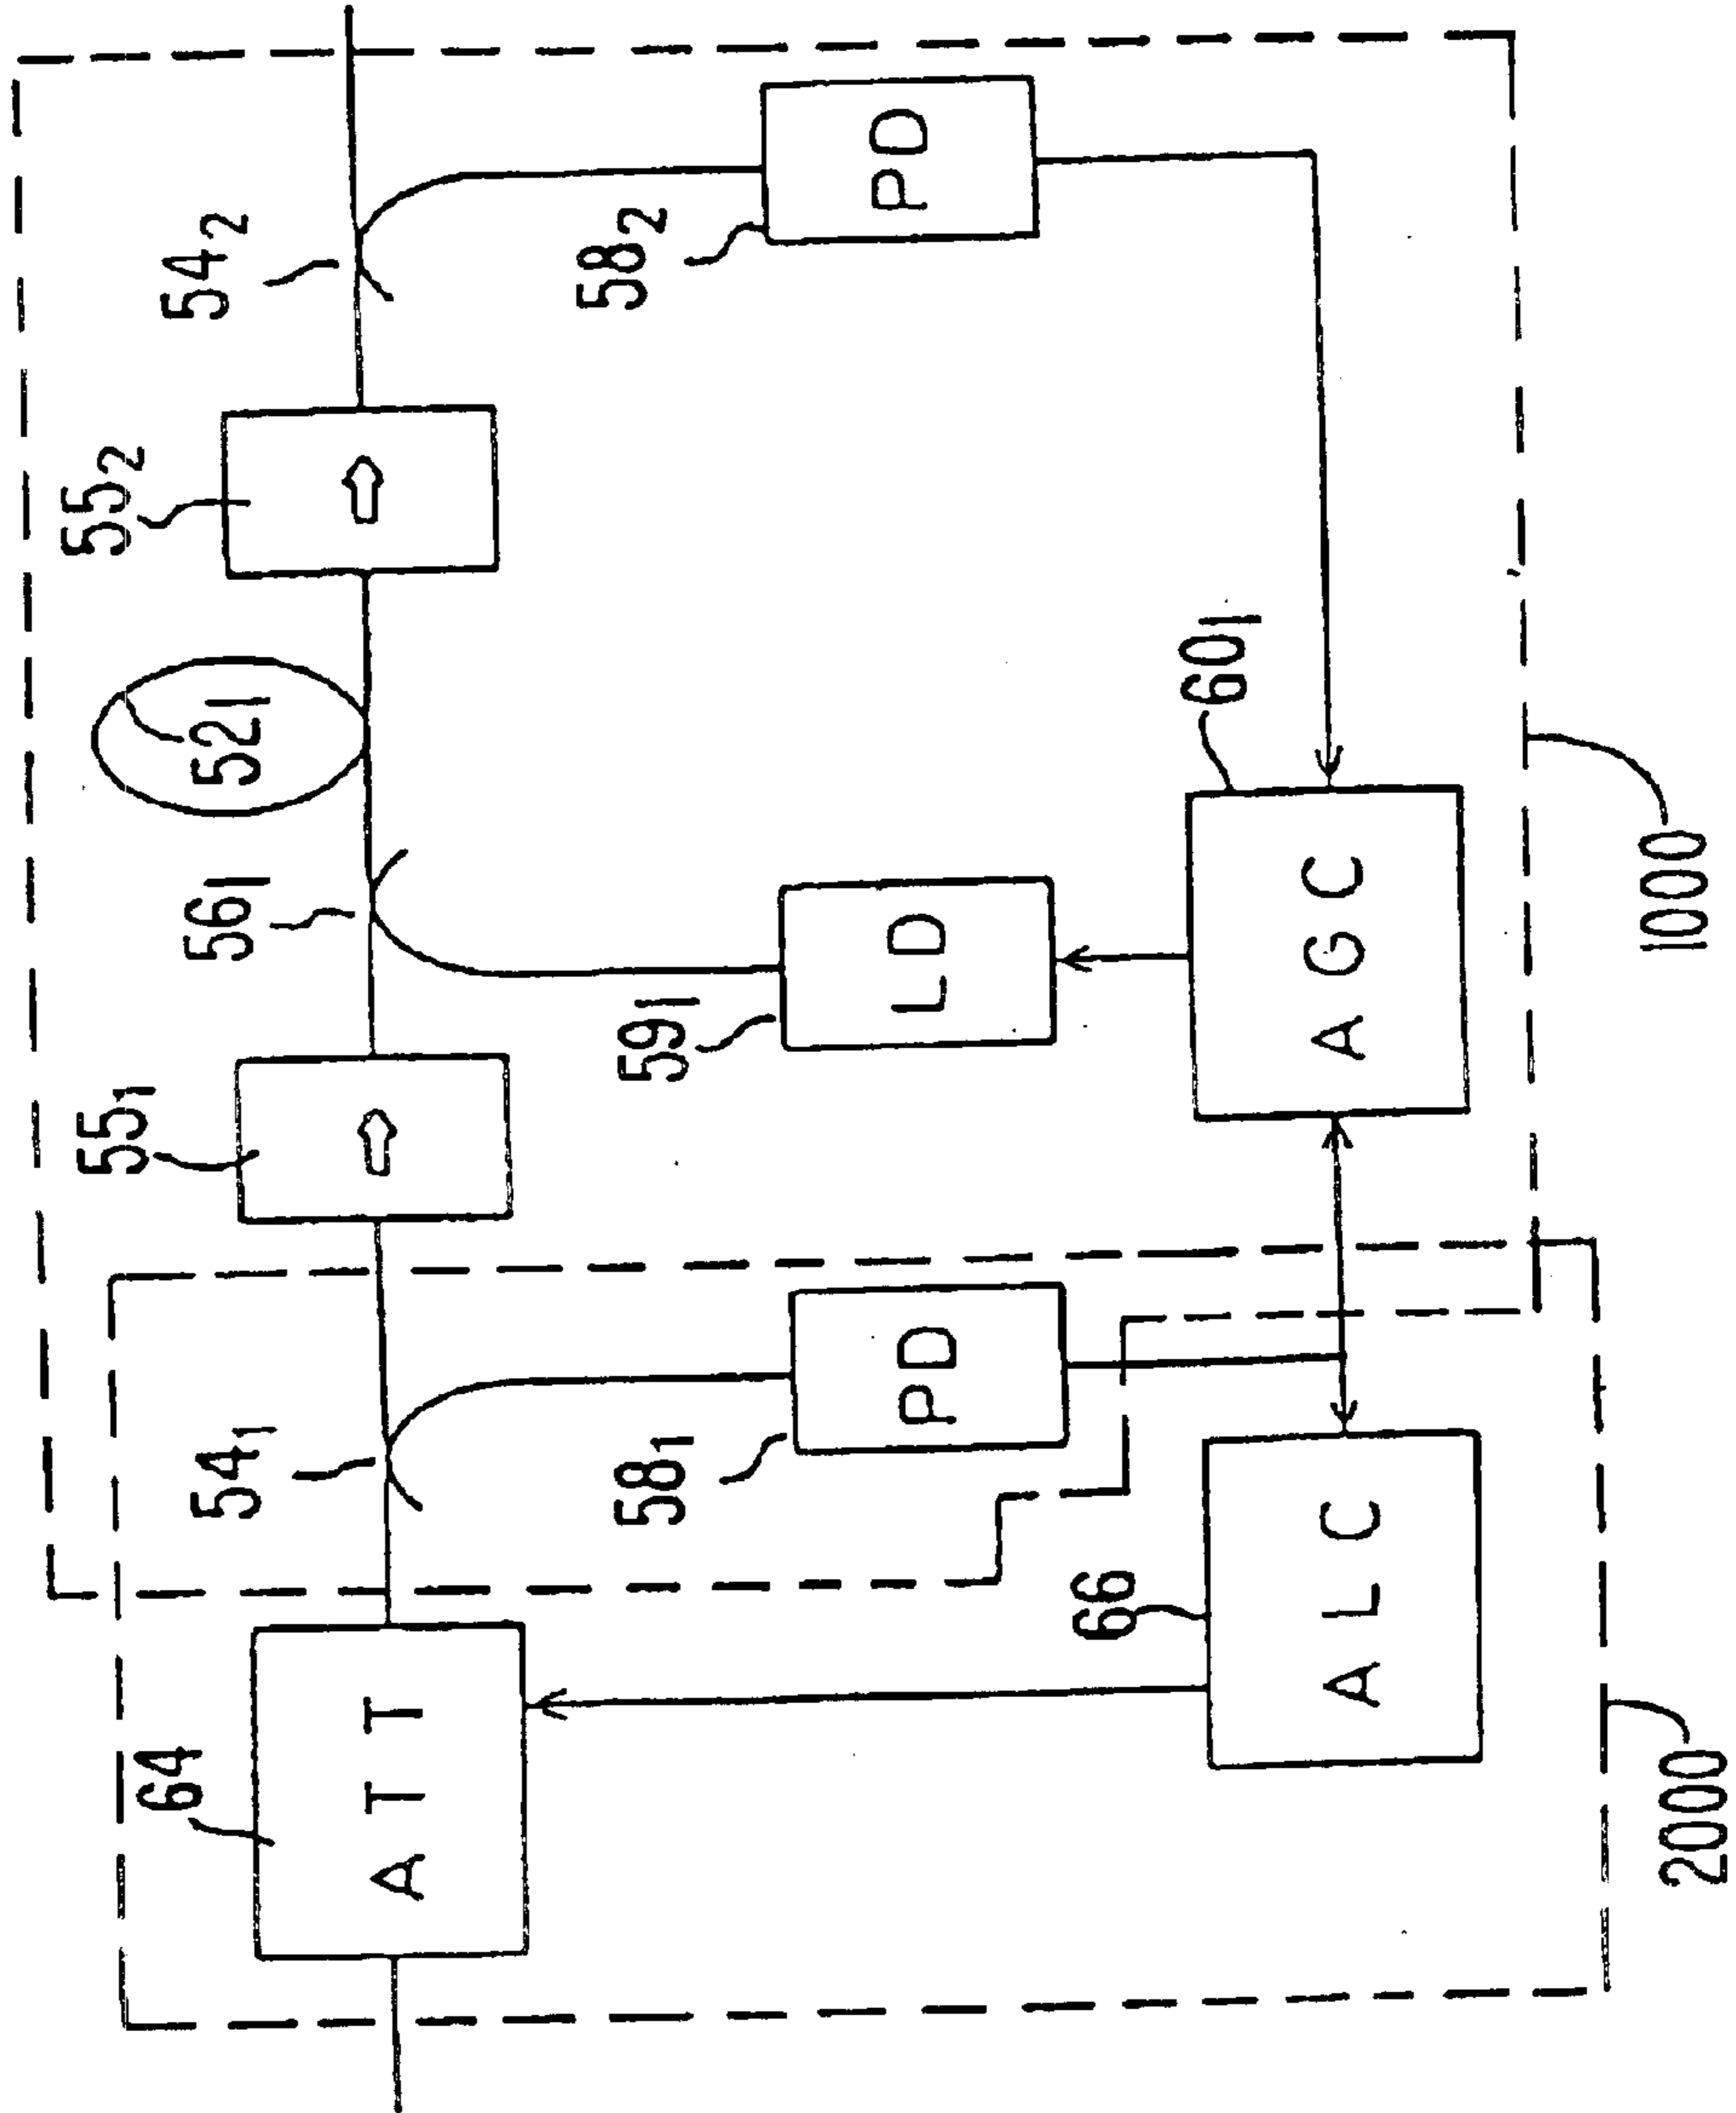 64
ATT
54₁
55₁
56₁
52₁
55₂
54₂
58₁
PD
59₁
LD
58₂
PD
66
ALC
AGC
60₁
2000
1000